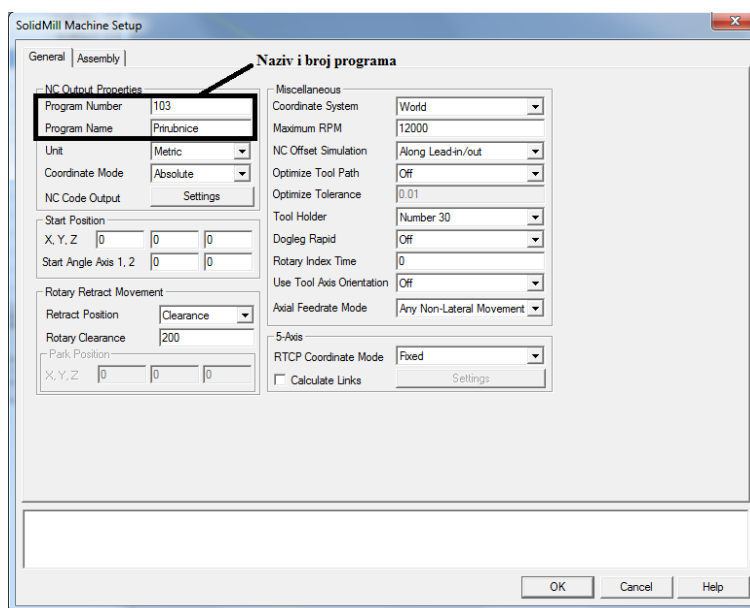 SolidMill Machine Setup
General
Assembly
Naziv i broj programa
NC Output Properties
Program Number 103
Program Name Prirubnice
Unit Metric
Coordinate Mode Absolute
NC Code Output Settings
Start Position
X, Y, Z 0 0 0
Start Angle Axis 1, 2 0 0
Rotary Retract Movement
Retract Position Clearance
Rotary Clearance 200
Park Position
X, Y, Z 0 0 0
Miscellaneous
Coordinate System World
Maximum RPM 12000
NC Offset Simulation Along Lead-in/out
Optimize Tool Path Off
Optimize Tolerance 0.01
Tool Holder Number 30
Dogleg Rapid Off
Rotary Index Time 0
Use Tool Axis Orientation Off
Axial Feedrate Mode Any Non-Lateral Movement
5-Axis
RTCP Coordinate Mode Fixed
Calculate Links Settings
OK Cancel Help